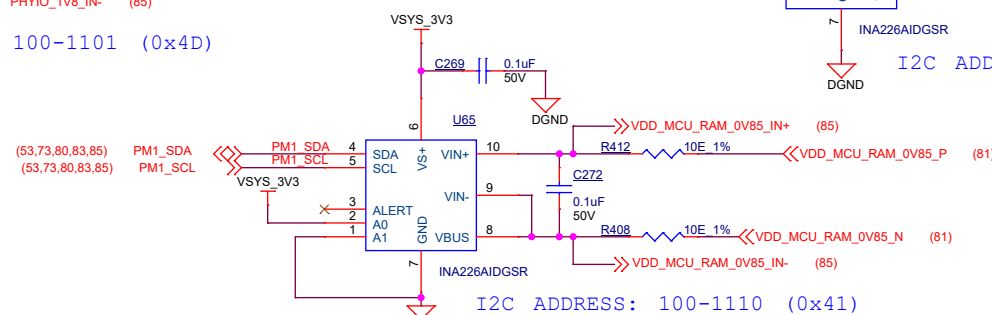 PHYIO_1V8_IN- (85)
100-1101 (0x4D)
7
INA226AIDGSR
DGND
I2C ADD
VSYS_3V3
C269
0.1uF
50V
DGND
U65
6
VDD_MCU_RAM_0V85_IN+ (85)
(53,73,80,83,85) PM1_SDA
PM1_SDA 4 SDA
VS+
VIN+ 10
R412 10E_1%
VDD_MCU_RAM_0V85_P (81)
(53,73,80,83,85) PM1_SCL
PM1_SCL 5 SCL
VSYS_3V3
C272
0.1uF
50V
VIN- 9
3 ALERT
2 A0
1 A1
GND
VBUS 8
R408 10E_1%
VDD_MCU_RAM_0V85_N (81)
7
INA226AIDGSR
VDD_MCU_RAM_0V85_IN- (85)
I2C ADDRESS: 100-1110 (0x41)